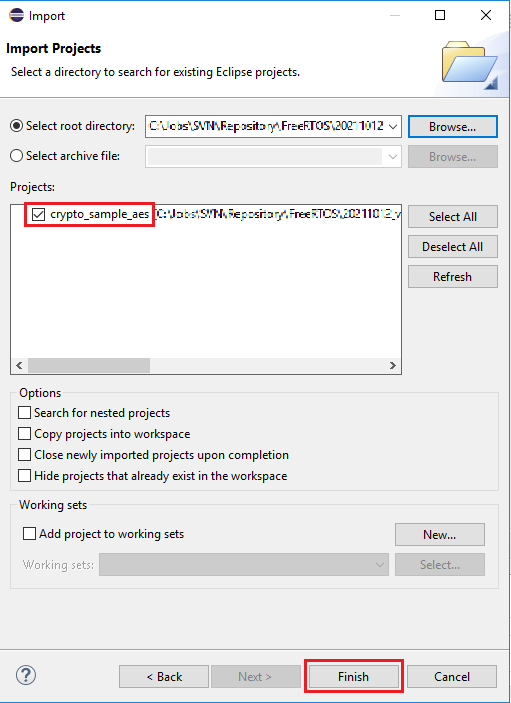 Import
Import Projects
Select a directory to search for existing Eclipse projects.
Select root directory: C:\Jobs\SVN\Repository\FreeRTOS\20211012 Browse...
Select archive file: Browse...
Projects:
crypto_sample_aes (C:\Jobs\SVN\Repository\FreeRTOS\20211012_v
Select All
Deselect All
Refresh
Options
Search for nested projects
Copy projects into workspace
Close newly imported projects upon completion
Hide projects that already exist in the workspace
Working sets
Add project to working sets New...
Working sets: Select...
? < Back Next > Finish Cancel